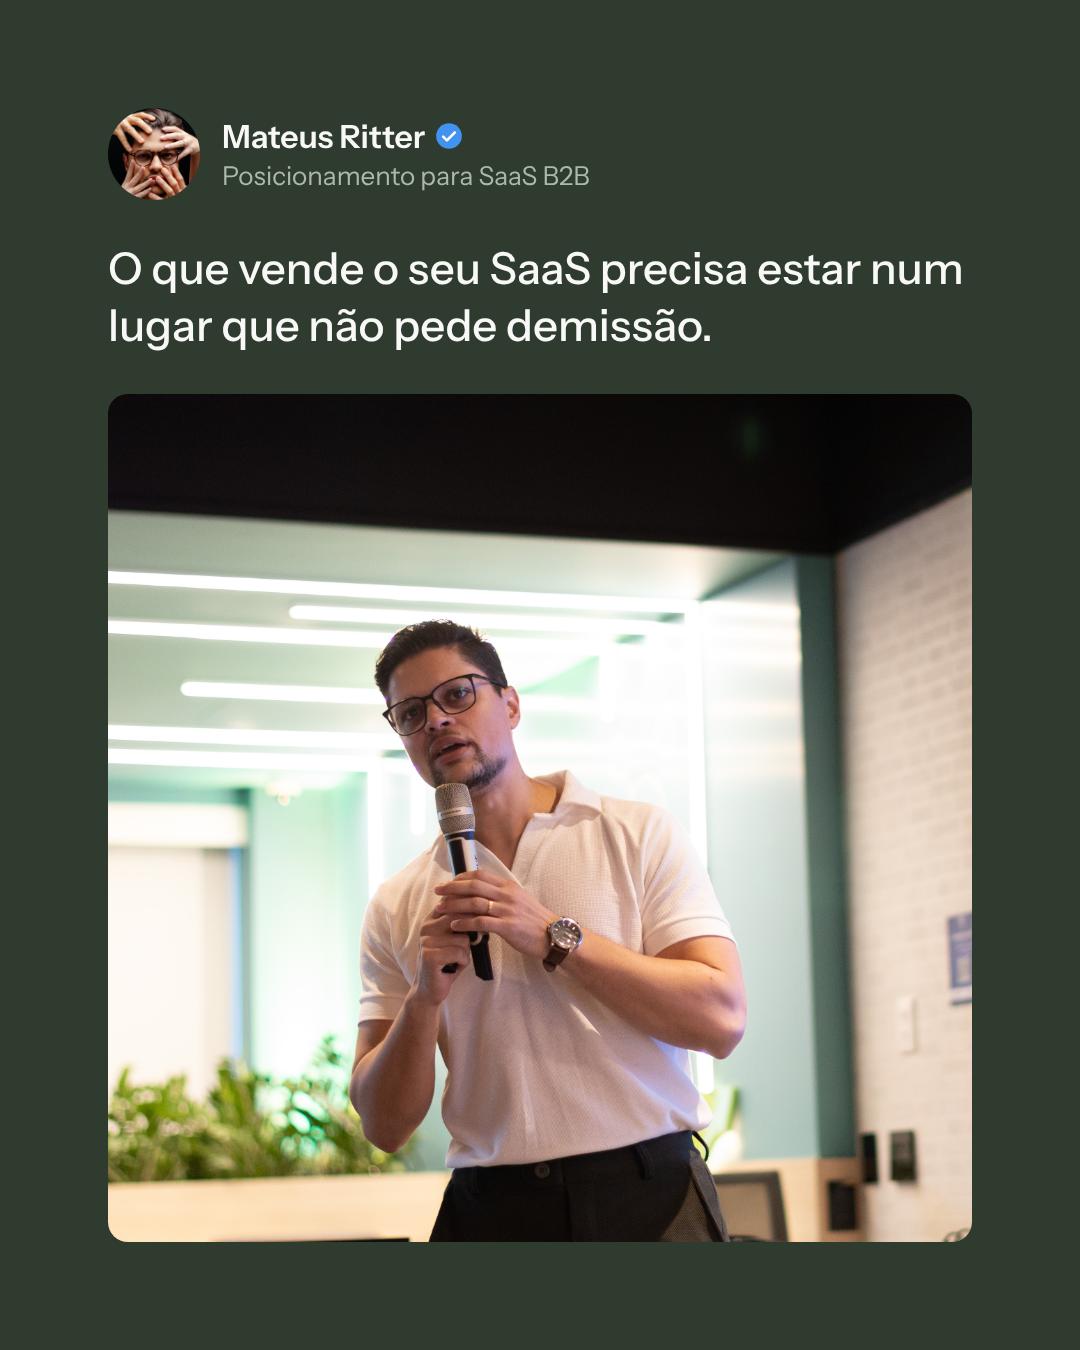 Mateus Ritter
Posicionamento para SaaS B2B
O que vende o seu SaaS precisa estar num
lugar que não pede demissão.